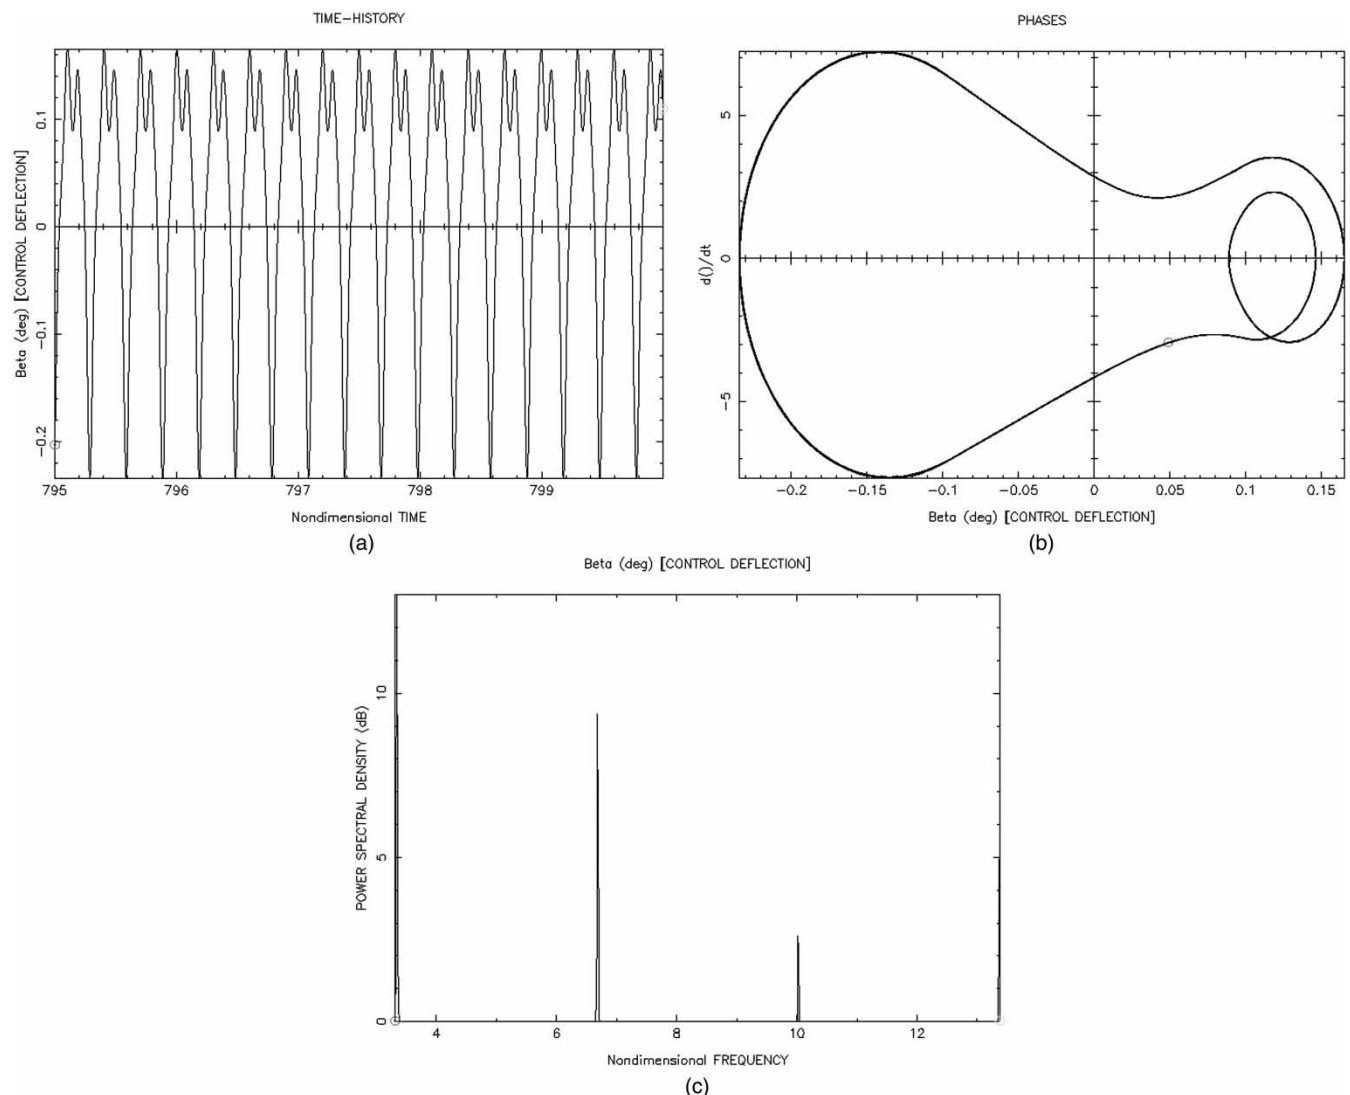 TIME-HISTORY
PHASES
Beta (deg) [CONTROL DEFLECTION]
0.1
0
-0.1
-0.2
795
796
797
798
799
Nondimensional TIME
(a)
d()/dt
5
0
-5
-0.2
-0.15
-0.1
-0.05
0
0.05
0.1
0.15
Beta (deg) [CONTROL DEFLECTION]
(b)
Beta (deg) [CONTROL DEFLECTION]
POWER SPECTRAL DENSITY (dB)
10
5
0
4
6
8
10
12
Nondimensional FREQUENCY
(c)